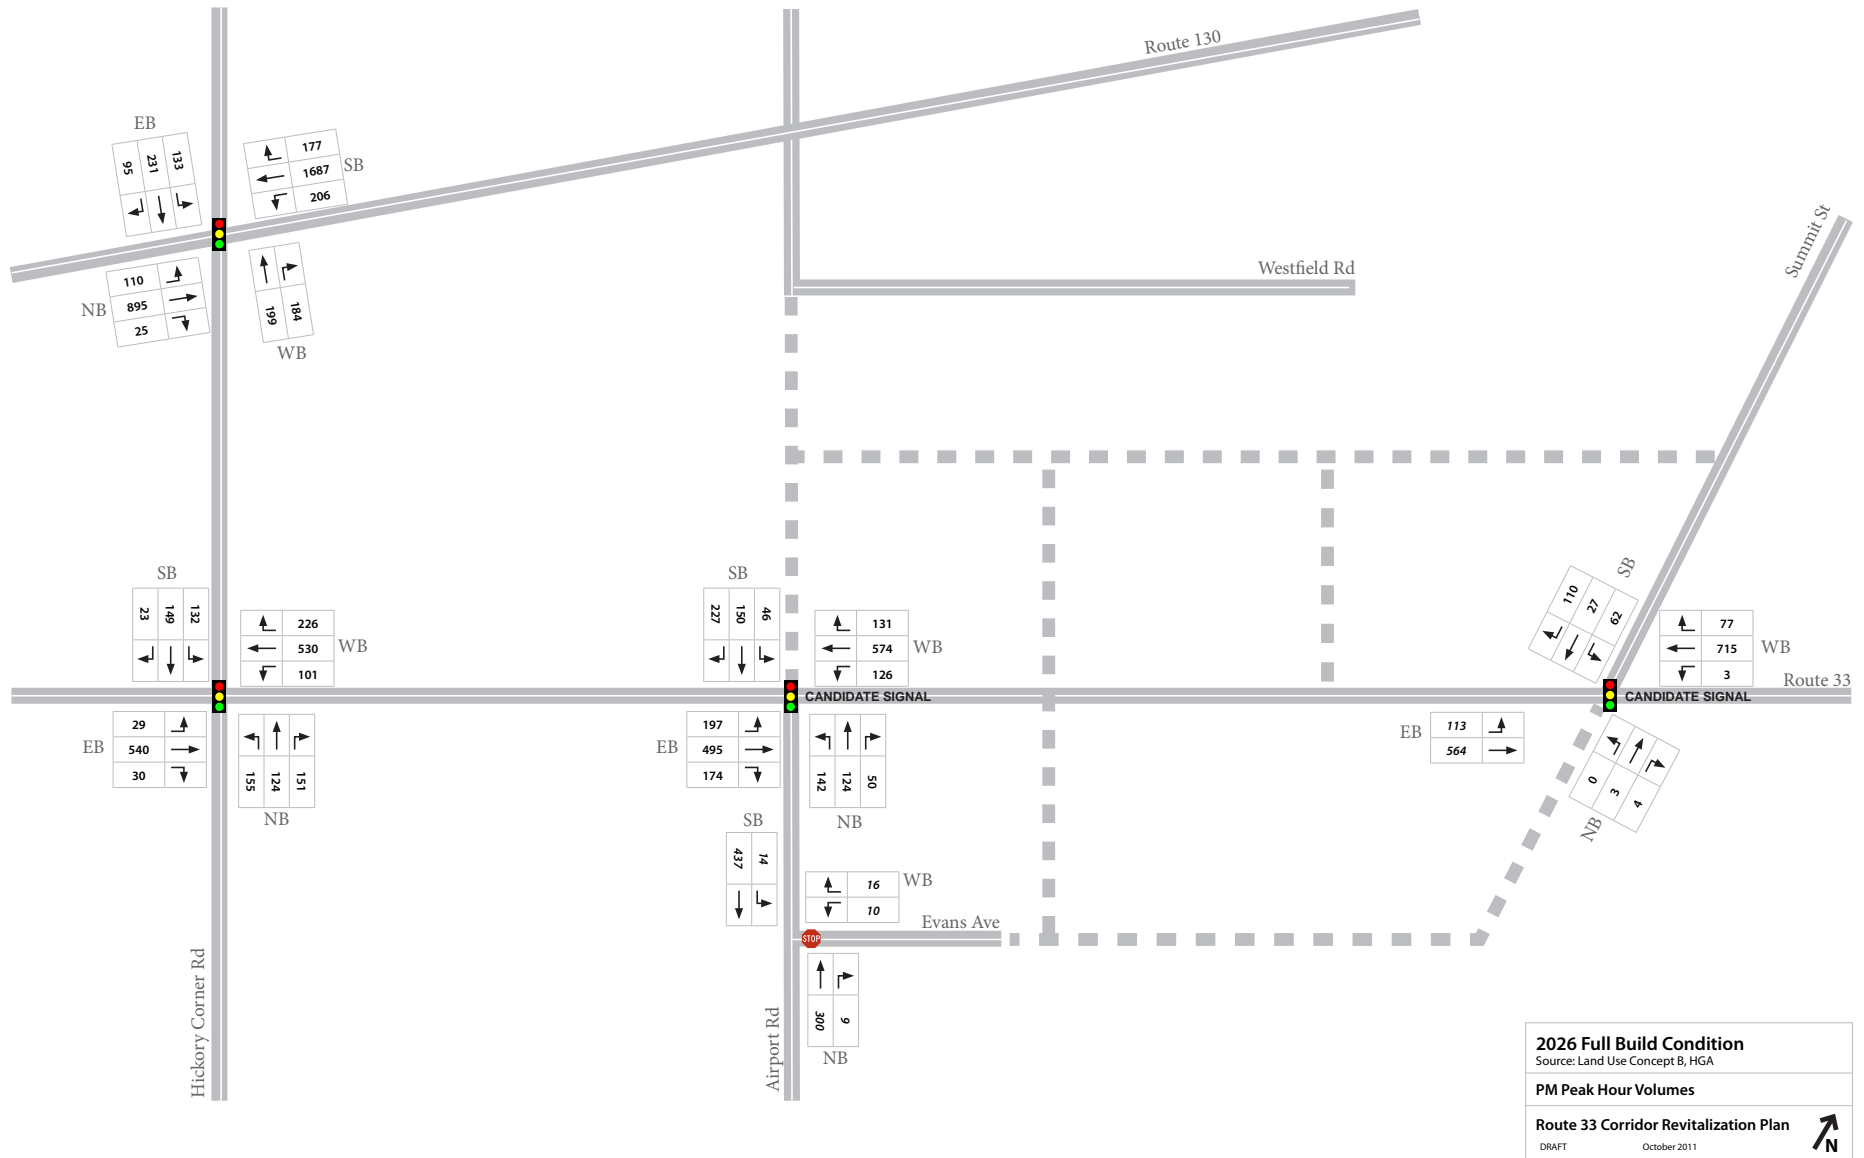 Route 130
EB
95
231
133
177
1687
206
SB
110
895
25
NB
199
184
WB
Westfield Rd
Summit St
SB
23
149
132
226
530
101
WB
29
540
30
EB
155
124
151
NB
SB
227
150
46
131
574
126
WB
CANDIDATE SIGNAL
197
495
174
EB
142
124
50
NB
SB
110
27
62
77
715
3
WB
Route 33
CANDIDATE SIGNAL
EB
113
564
0
3
4
NB
SB
437
14
16
10
WB
Evans Ave
STOP
300
9
NB
Hickory Corner Rd
Airport Rd
2026 Full Build Condition
Source: Land Use Concept B, HGA
PM Peak Hour Volumes
Route 33 Corridor Revitalization Plan
DRAFT October 2011
N